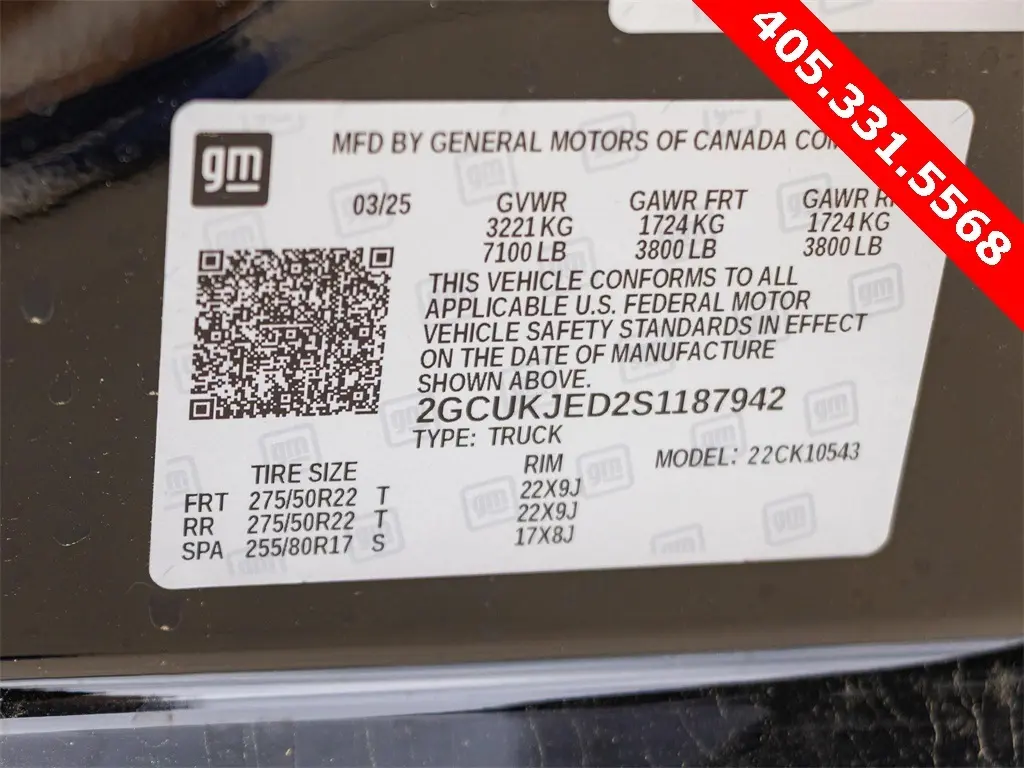 405.331.5568
gm
MFD BY GENERAL MOTORS OF CANADA
03/25
GVWR GAWR FRT GAWR
3221 KG 1724 KG 1724 KG
7100 LB 3800 LB 3800 LB
THIS VEHICLE CONFORMS TO ALL
APPLICABLE U.S. FEDERAL MOTOR
VEHICLE SAFETY STANDARDS IN EFFECT
ON THE DATE OF MANUFACTURE
SHOWN ABOVE.
2GCUKJED2S1187942
TYPE: TRUCK
MODEL: 22CK10543
TIRE SIZE RIM
FRT 275/50R22 T 22X9J
RR 275/50R22 T 22X9J
SPA 255/80R17 S 17X8J